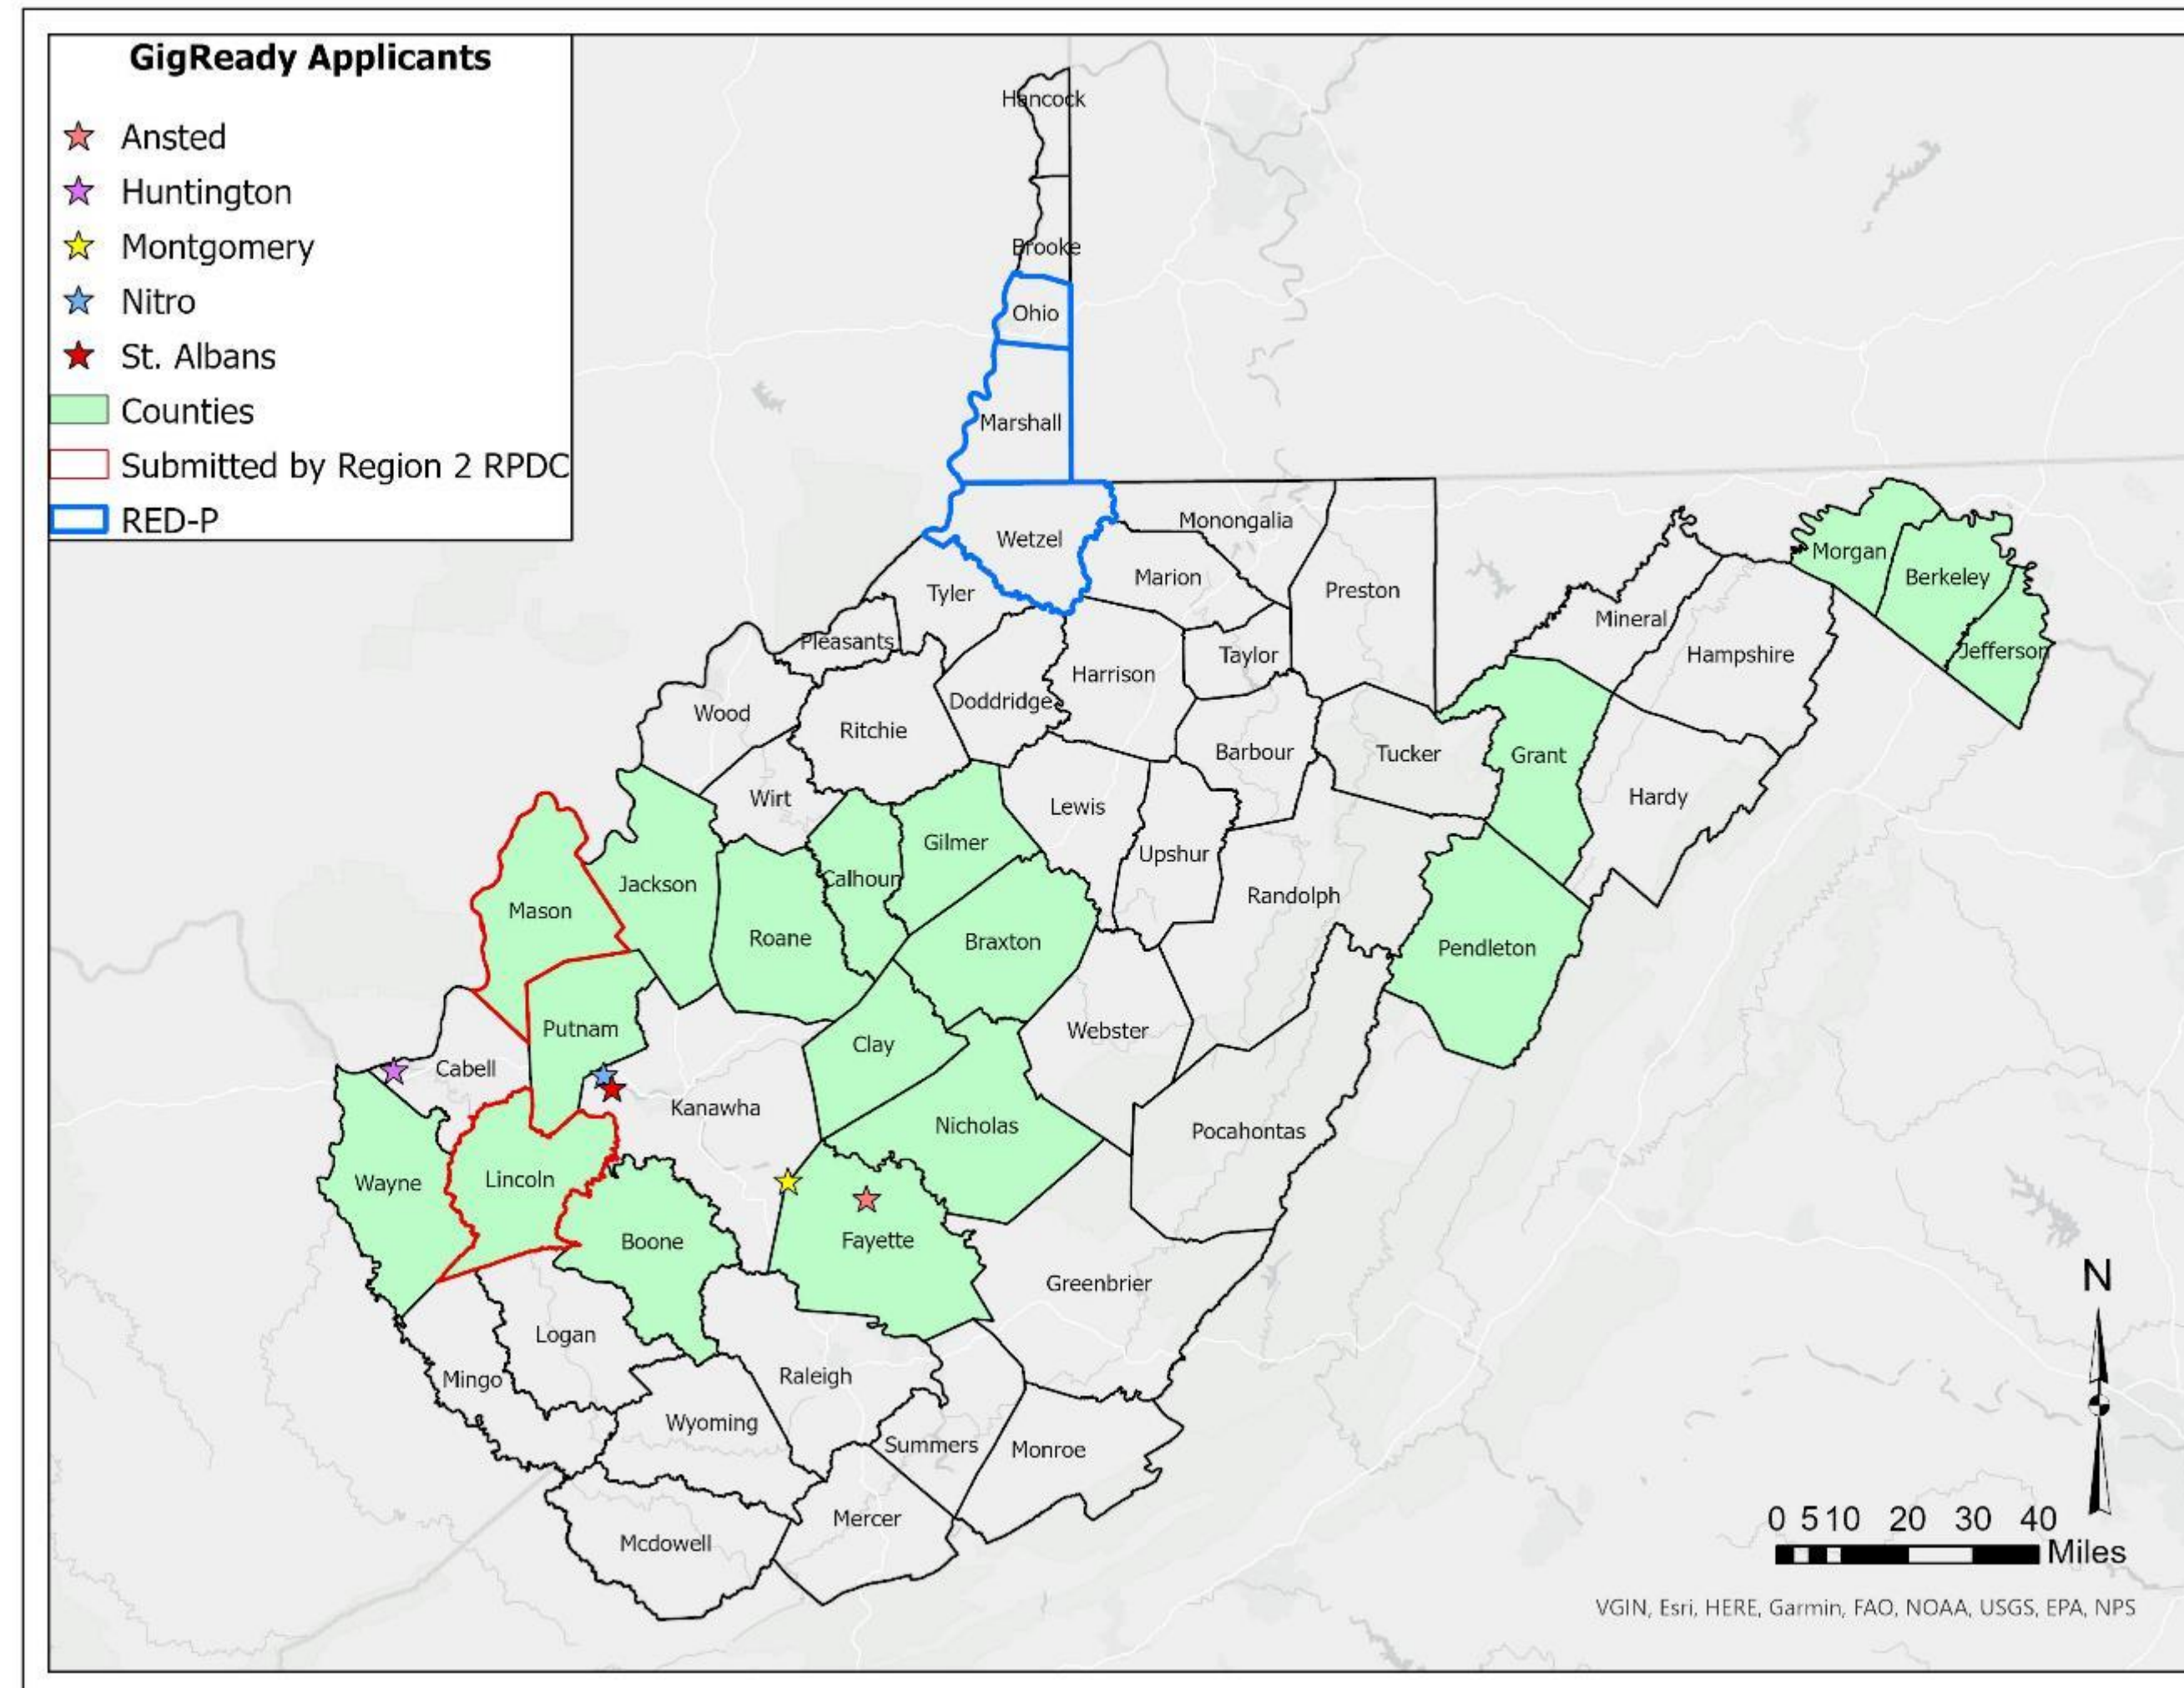 GigReady Applicants
Ansted
Huntington
Montgomery
Nitro
St. Albans
Counties
Submitted by Region 2 RPDC
RED-P
Hancock
Brooke
Ohio
Marshall
Wetzel
Monongalia
Marion
Preston
Tyler
Pleasants
Morgan
Berkeley
Jefferson
Mineral
Hampshire
Taylor
Harrison
Doddridge
Wood
Ritchie
Barbour
Tucker
Grant
Hardy
Wirt
Lewis
Gilmer
Upshur
Calhoun
Jackson
Randolph
Mason
Roane
Braxton
Pendleton
Putnam
Webster
Clay
Cabell
Kanawha
Nicholas
Pocahontas
Wayne
Lincoln
Boone
Fayette
Greenbrier
Logan
Mingo
Raleigh
Wyoming
Summers
Monroe
Mercer
Mcdowell
N
0 5 10 20 30 40
Miles
VGIN, Esri, HERE, Garmin, FAO, NOAA, USGS, EPA, NPS